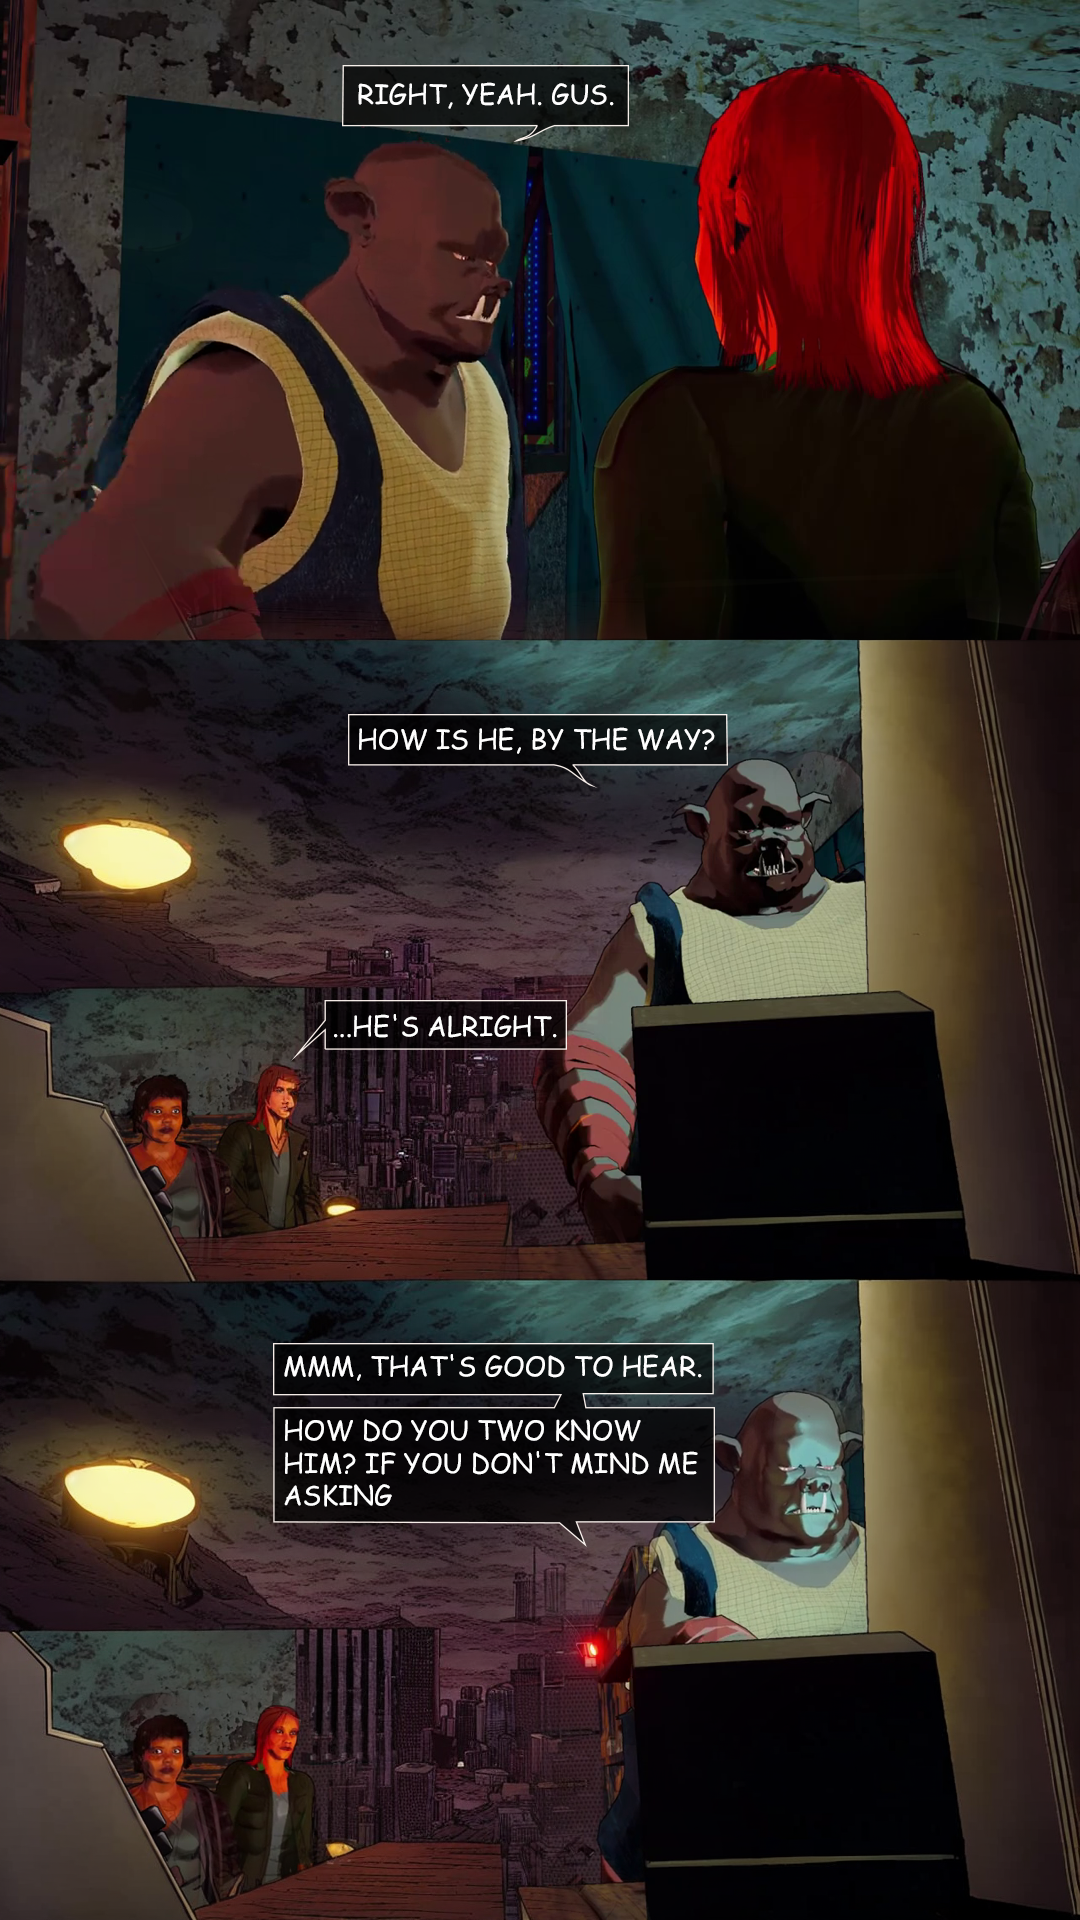 RIGHT, YEAH. GUS.
HOW IS HE, BY THE WAY?
...HE'S ALRIGHT.
MMM, THAT'S GOOD TO HEAR.
HOW DO YOU TWO KNOW
HIM? IF YOU DON'T MIND ME
ASKING